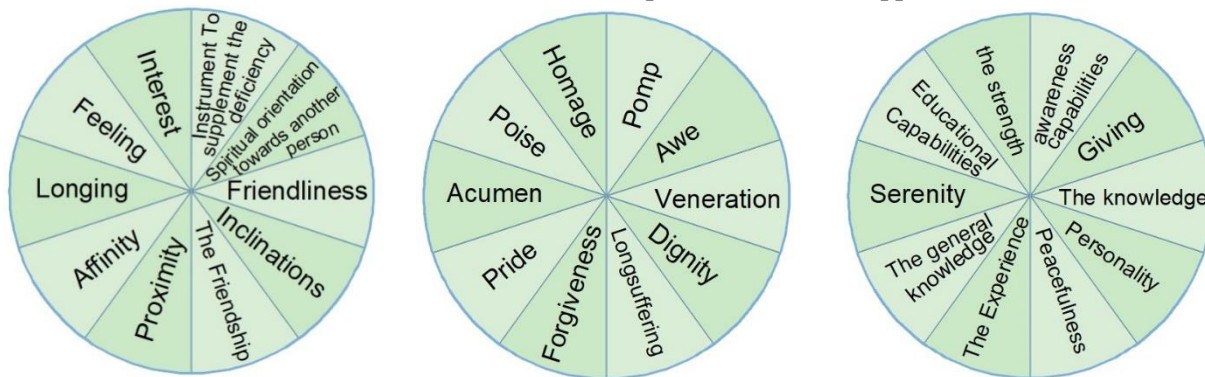 Instrument To
supplement the
deficiency
Spiritual orientation
towards another
person
Friendliness
Inclinations
The Friendship
Proximity
Affinity
Longing
Feeling
Interest
Pomp
Awe
Veneration
Dignity
Longsuffering
Forgiveness
Pride
Acumen
Poise
Homage
awareness
capabilities
Giving
The knowledge
Personality
Peacefulness
The Experience
The general
knowledge
Serenity
Educational
Capabilities
the strength